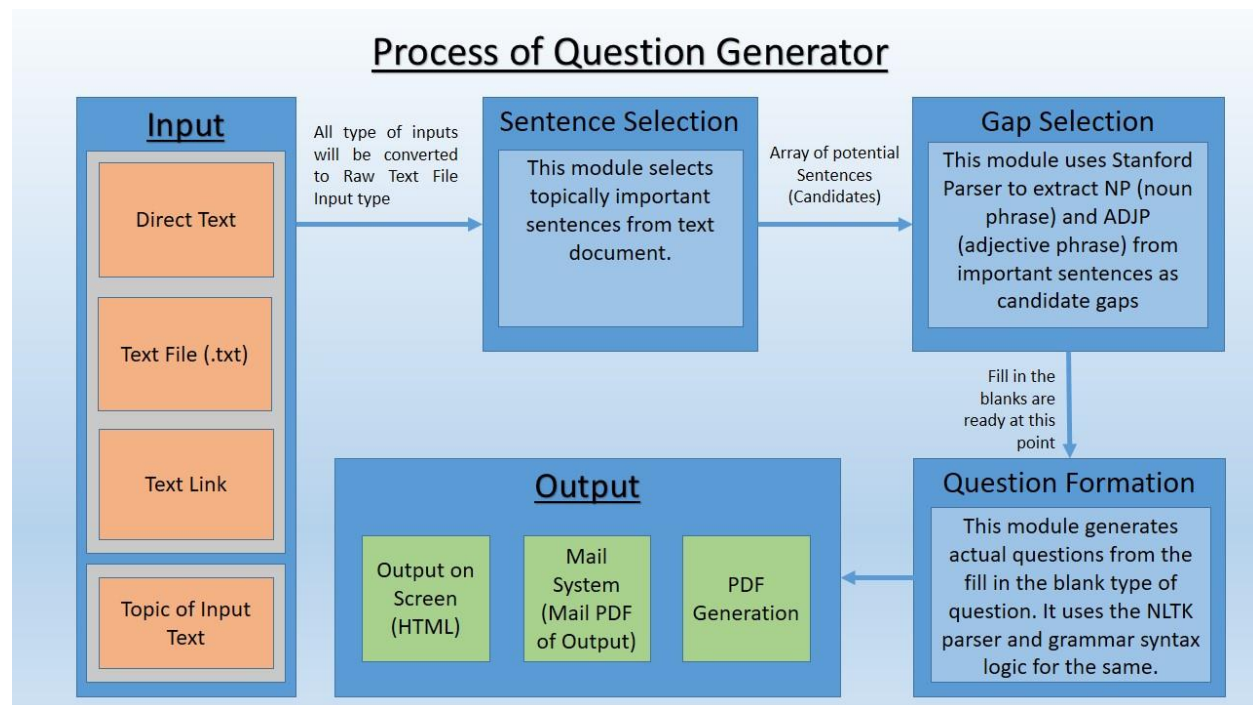 Process of Question Generator
Input
Direct Text
Text File (.txt)
Text Link
Topic of Input
Text
All type of inputs
will be converted
to Raw Text File
Input type
Sentence Selection
This module selects
topically important
sentences from text
document.
Array of potential
Sentences
(Candidates)
Gap Selection
This module uses Stanford
Parser to extract NP (noun
phrase) and ADJP
(adjective phrase) from
important sentences as
candidate gaps
Fill in the
blanks are
ready at this
point
Question Formation
This module generates
actual questions from the
fill in the blank type of
question. It uses the NLTK
parser and grammar syntax
logic for the same.
Output
Output on
Screen
(HTML)
Mail
System
(Mail PDF
of Output)
PDF
Generation